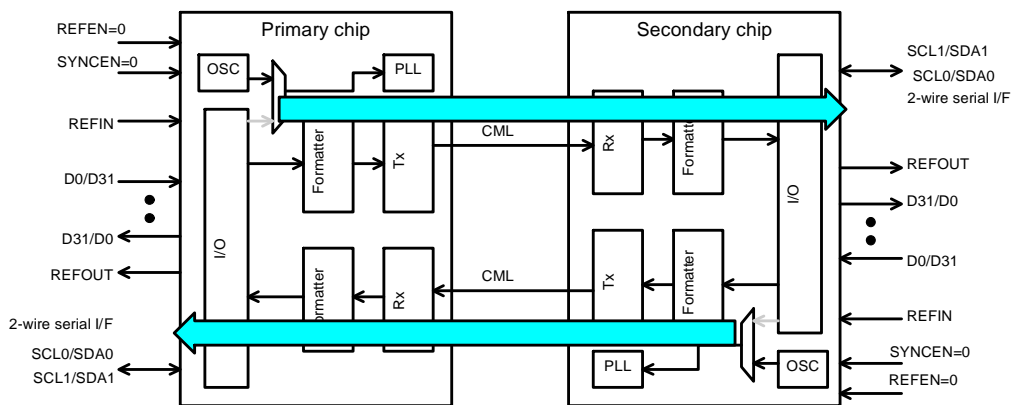 REFEN=0
SYNCEN=0
REFIN
D0/D31
D31/D0
REFOUT
2-wire serial I/F
SCL0/SDA0
SCL1/SDA1
Primary chip
OSC
PLL
I/O
Formatter
Tx
Formatter
Rx
CML
CML
Secondary chip
Rx
Formatter
I/O
Tx
Formatter
PLL
OSC
SCL1/SDA1
SCL0/SDA0
2-wire serial I/F
REFOUT
D31/D0
D0/D31
REFIN
SYNCEN=0
REFEN=0